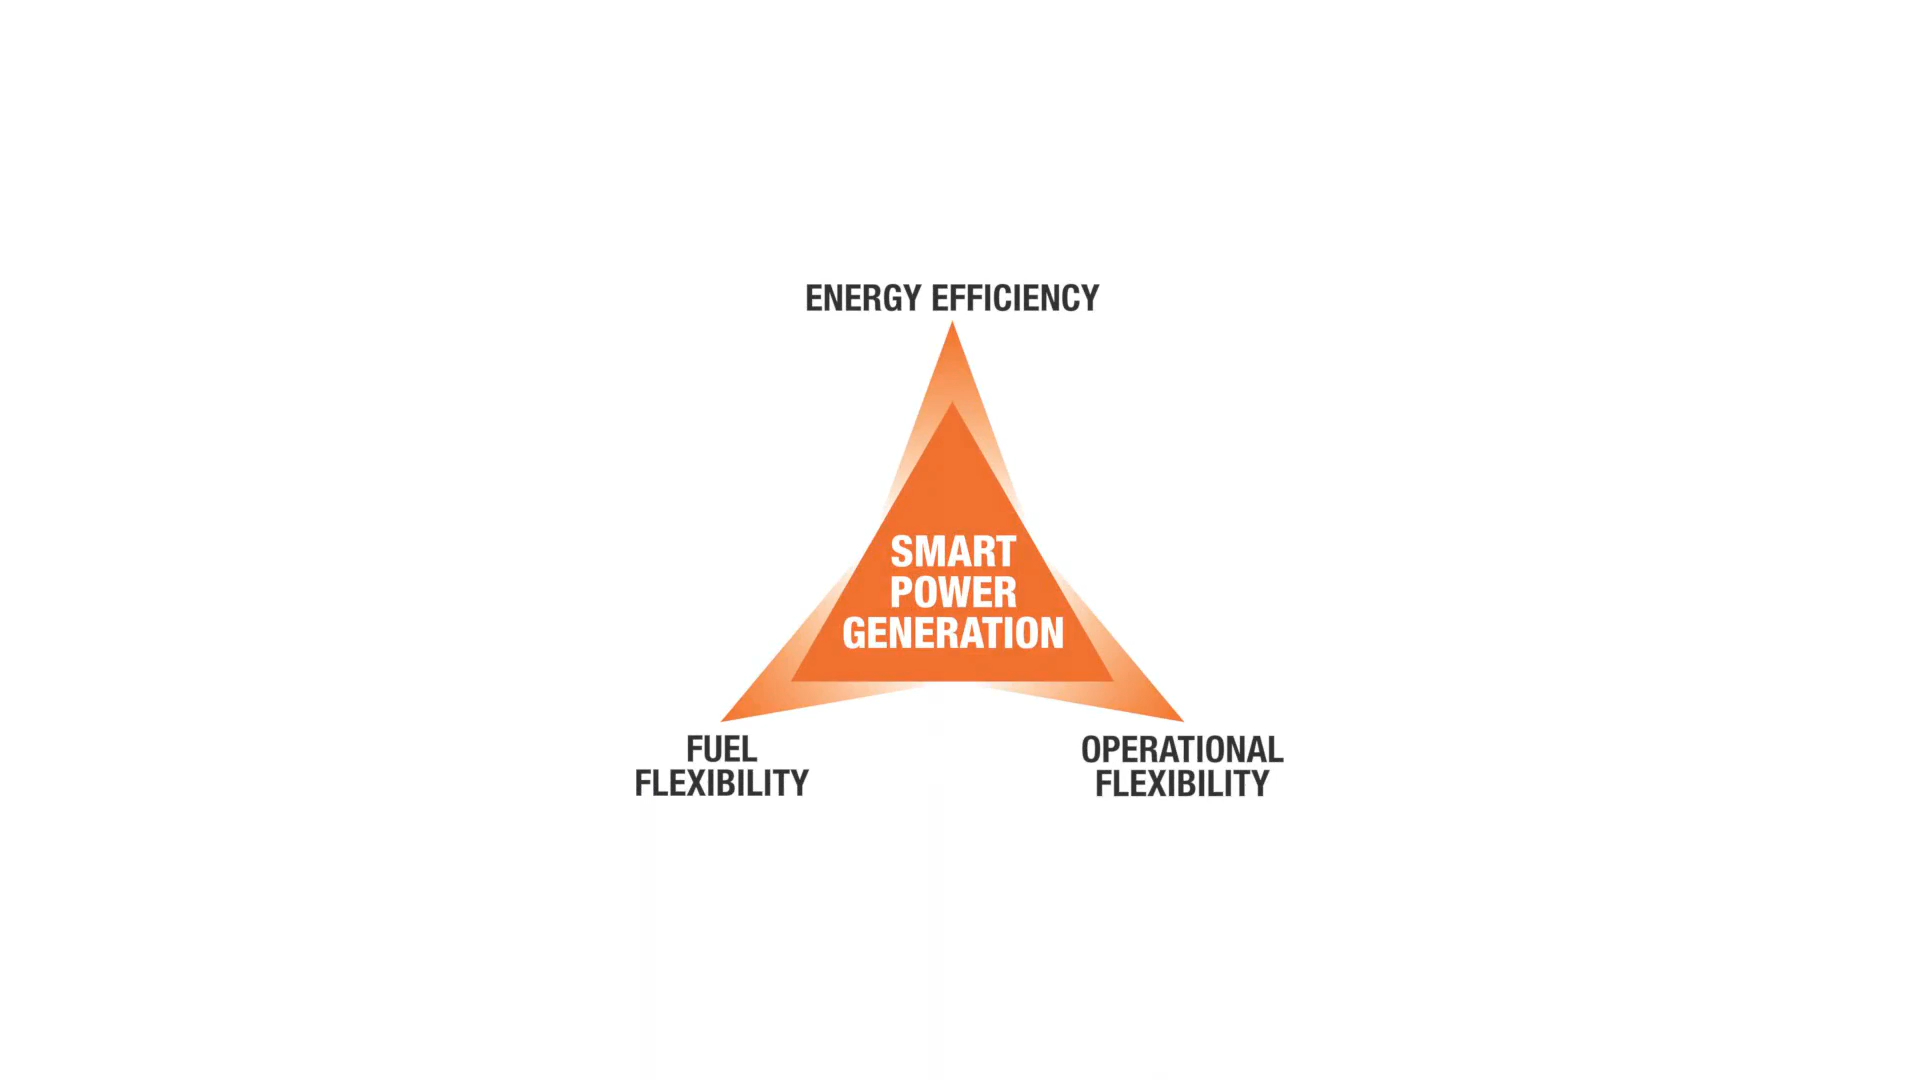 ENERGY EFFICIENCY
SMART
POWER
GENERATION
FUEL
FLEXIBILITY
OPERATIONAL
FLEXIBILITY